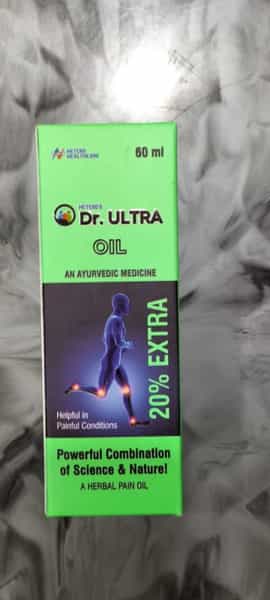 HETERO
HEALTHCARE
60 ml
HETERO'S
Dr. ULTRA
OIL
AN AYURVEDIC MEDICINE
20% EXTRA
Helpful in
Painful Conditions
Powerful Combination
of Science & Nature!
A HERBAL PAIN OIL